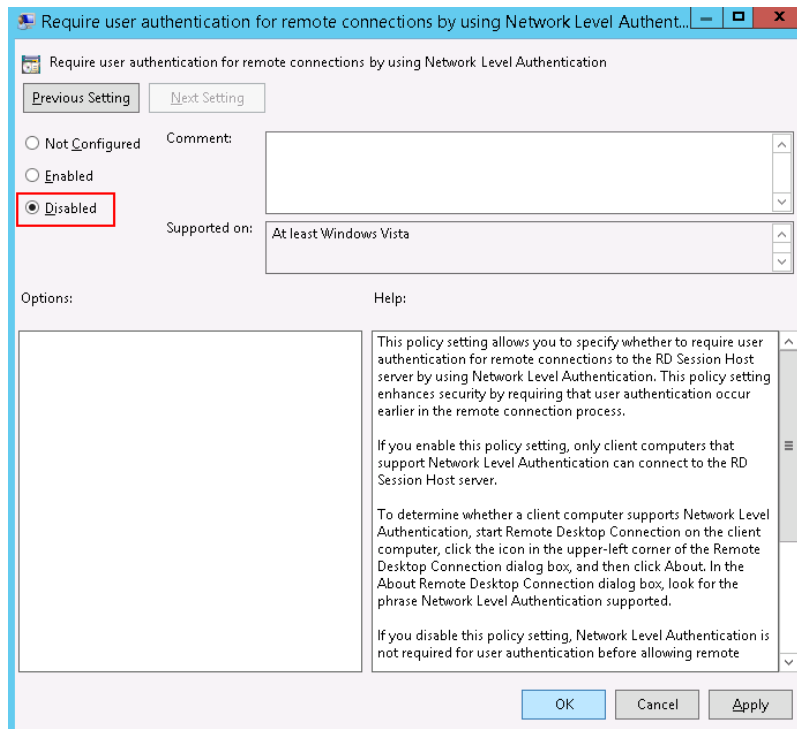 Require user authentication for remote connections by using Network Level Authent...
Require user authentication for remote connections by using Network Level Authentication
Previous Setting
Next Setting
Not Configured
Comment:
Enabled
Disabled
Supported on:
At least Windows Vista
Options:
Help:
This policy setting allows you to specify whether to require user
authentication for remote connections to the RD Session Host
server by using Network Level Authentication. This policy setting
enhances security by requiring that user authentication occur
earlier in the remote connection process.
If you enable this policy setting, only client computers that
support Network Level Authentication can connect to the RD
Session Host server.
To determine whether a client computer supports Network Level
Authentication, start Remote Desktop Connection on the client
computer, click the icon in the upper-left corner of the Remote
Desktop Connection dialog box, and then click About. In the
About Remote Desktop Connection dialog box, look for the
phrase Network Level Authentication supported.
If you disable this policy setting, Network Level Authentication is
not required for user authentication before allowing remote
OK
Cancel
Apply